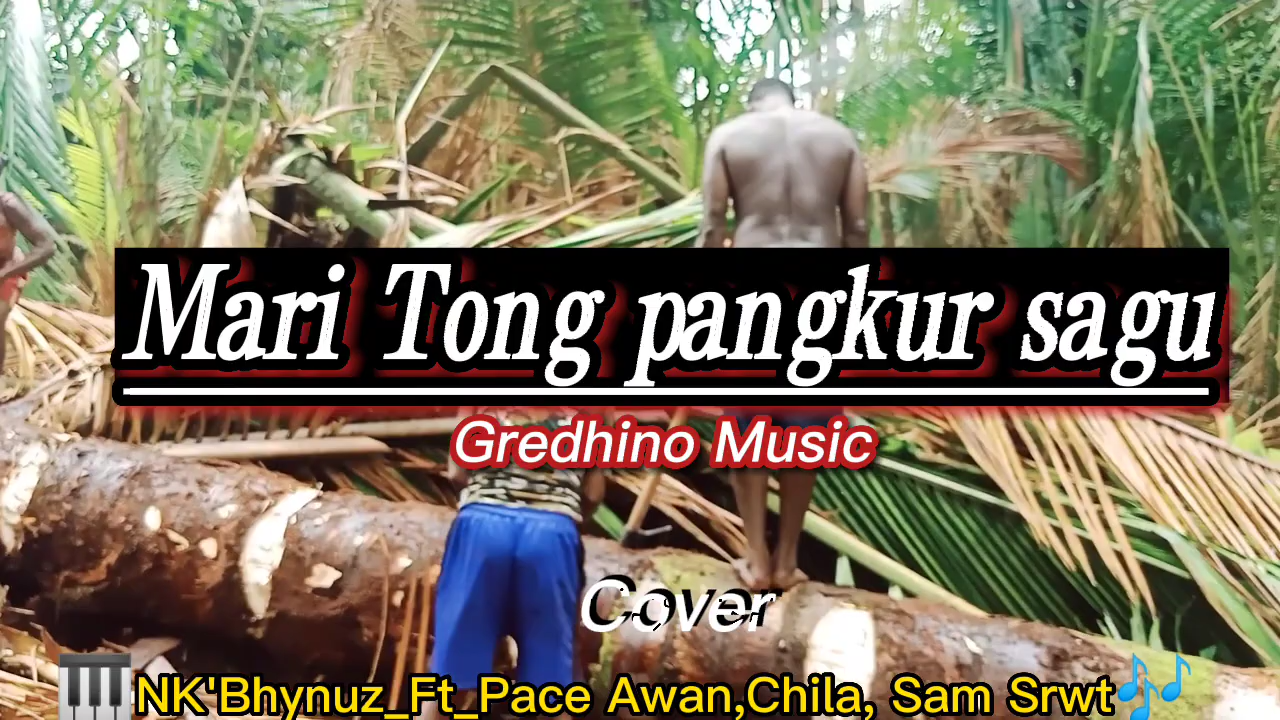 Mari Tong pangkur sagu
Gredhino Music
Cover
NK'Bhynuz_Ft_Pace Awan,Chila, Sam Srwt